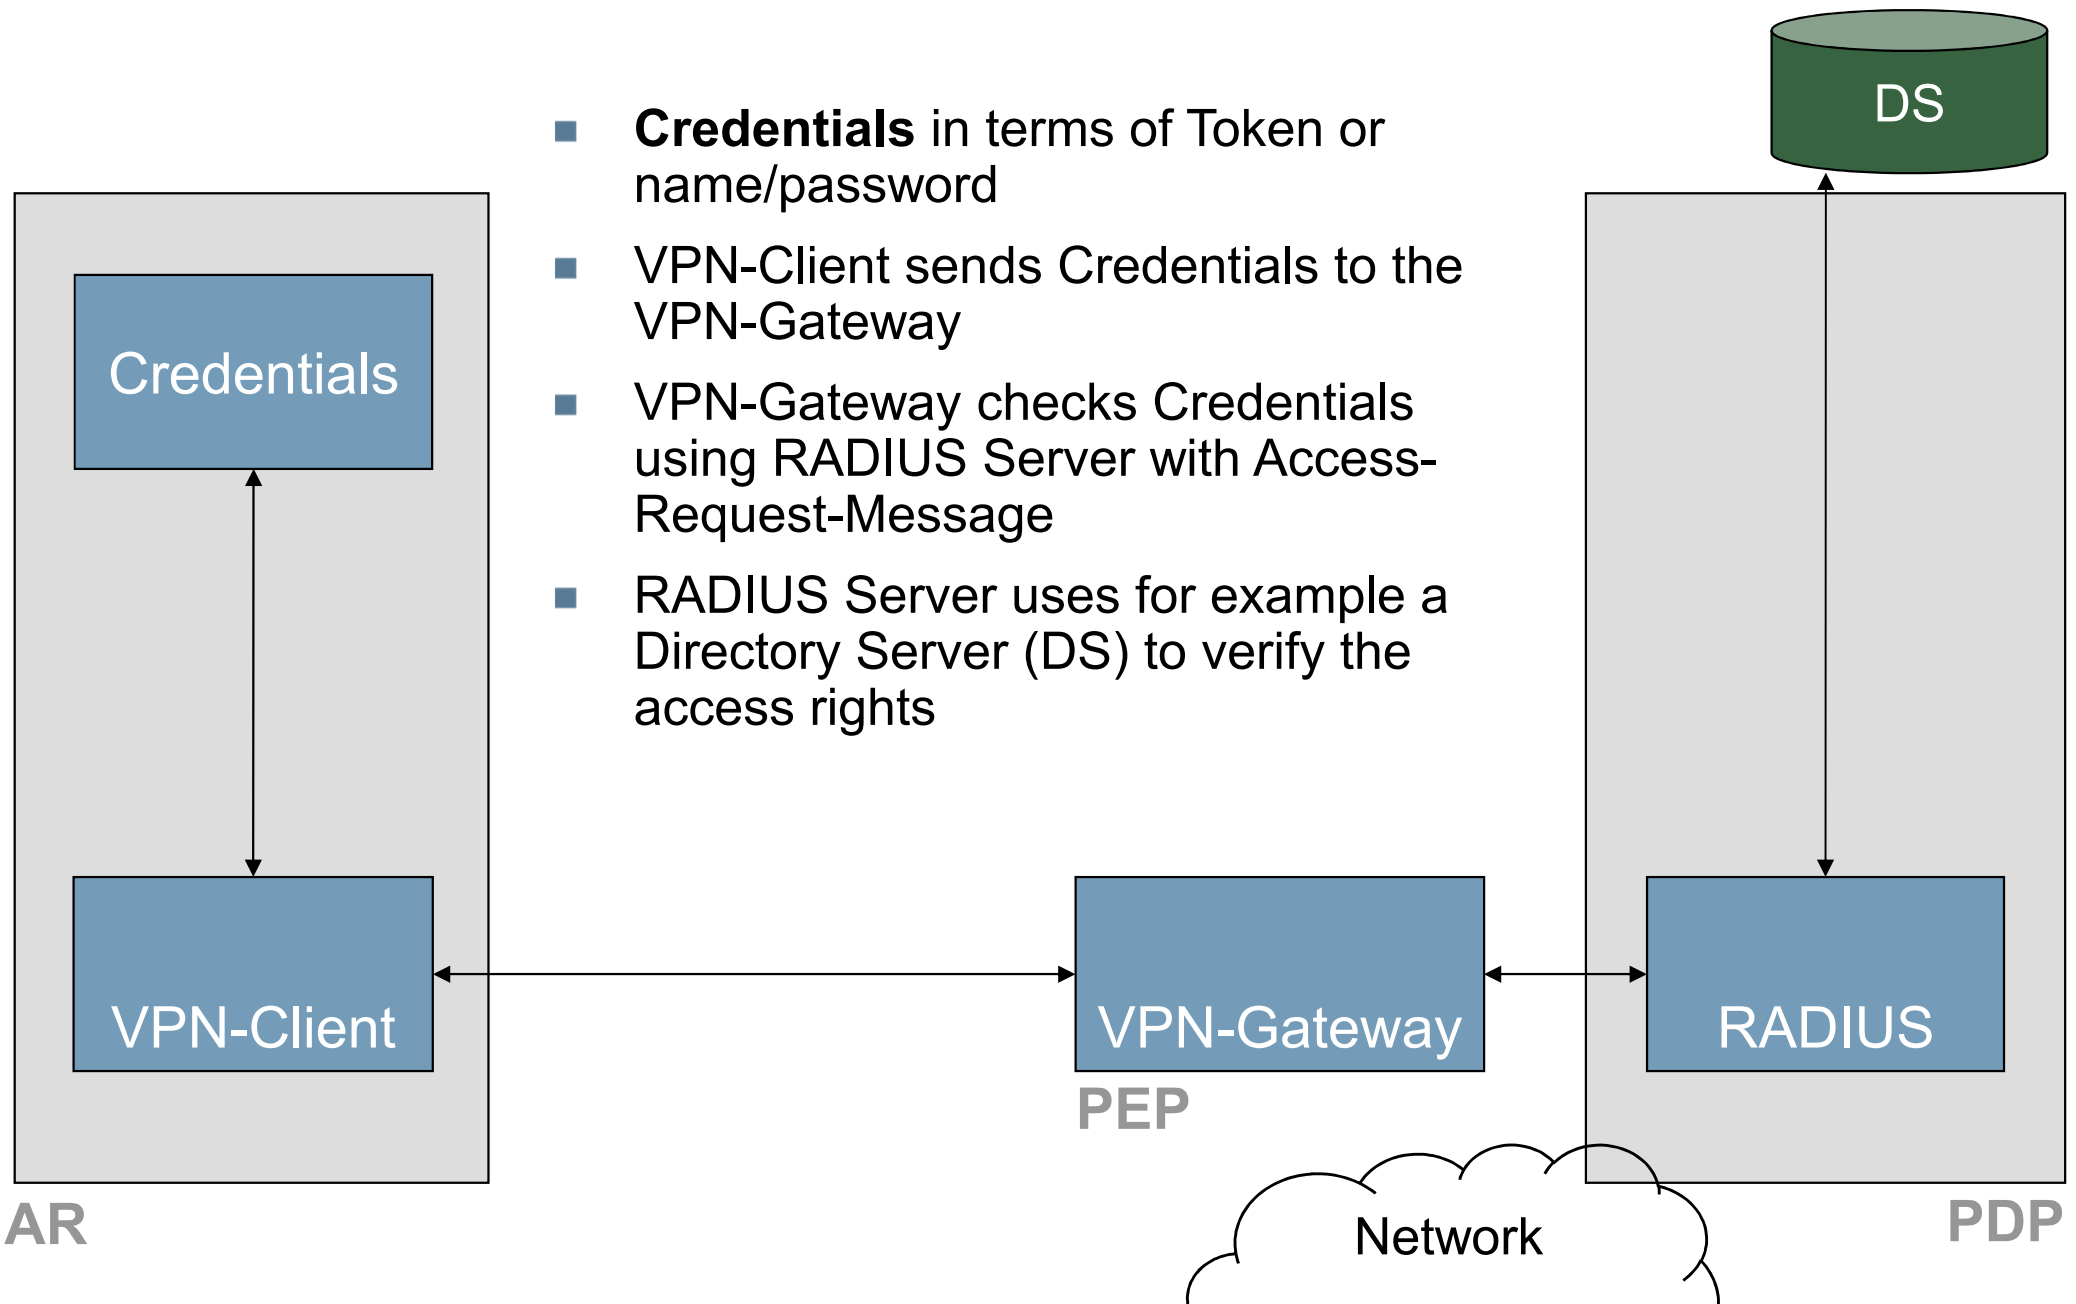 DS
Credentials in terms of Token or
name/password
VPN-Client sends Credentials to the
VPN-Gateway
VPN-Gateway checks Credentials
using RADIUS Server with Access-
Request-Message
RADIUS Server uses for example a
Directory Server (DS) to verify the
access rights
Credentials
VPN-Client
VPN-Gateway
RADIUS
PEP
AR
PDP
Network